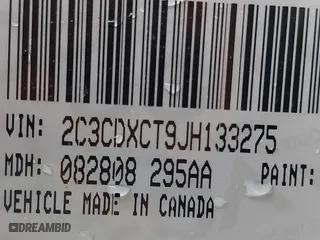 VIN: 2C3CDXCT9JH133275
MDH: 082808 295AA PAINT:
VEHICLE MADE IN CANADA
DREAMBID